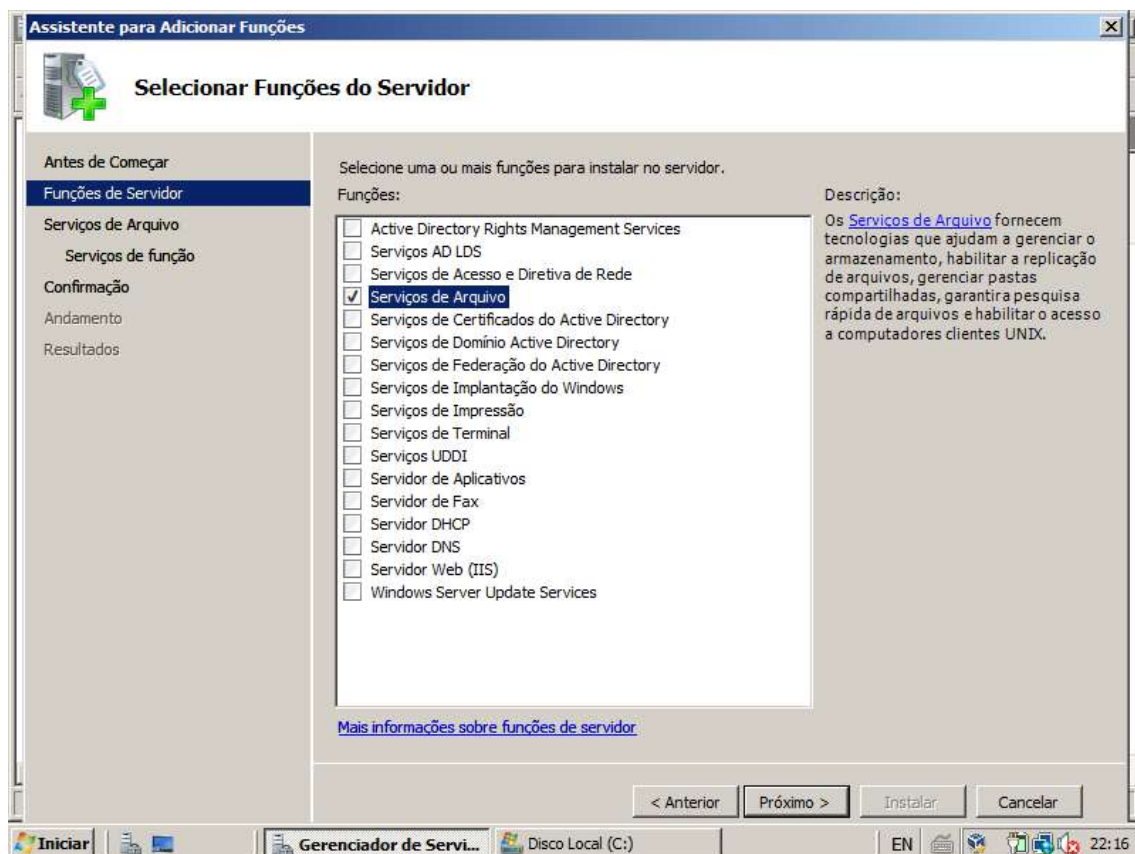 Assistente para Adicionar Funções
Selecionar Funções do Servidor
Antes de Começar
Funções de Servidor
Serviços de Arquivo
Serviços de função
Confirmação
Andamento
Resultados
Selecione uma ou mais funções para instalar no servidor.
Funções:
Active Directory Rights Management Services
Serviços AD LDS
Serviços de Acesso e Diretiva de Rede
Serviços de Arquivo
Serviços de Certificados do Active Directory
Serviços de Domínio Active Directory
Serviços de Federação do Active Directory
Serviços de Implantação do Windows
Serviços de Impressão
Serviços de Terminal
Serviços UDDI
Servidor de Aplicativos
Servidor de Fax
Servidor DHCP
Servidor DNS
Servidor Web (IIS)
Windows Server Update Services
Mais informações sobre funções de servidor
Descrição:
Os Serviços de Arquivo fornecem
tecnologias que ajudam a gerenciar o
armazenamento, habilitar a replicação
de arquivos, gerenciar pastas
compartilhadas, garantira pesquisa
rápida de arquivos e habilitar o acesso
a computadores clientes UNIX.
< Anterior
Próximo >
Instalar
Cancelar
Iniciar
Gerenciador de Servi...
Disco Local (C:)
EN
22:16